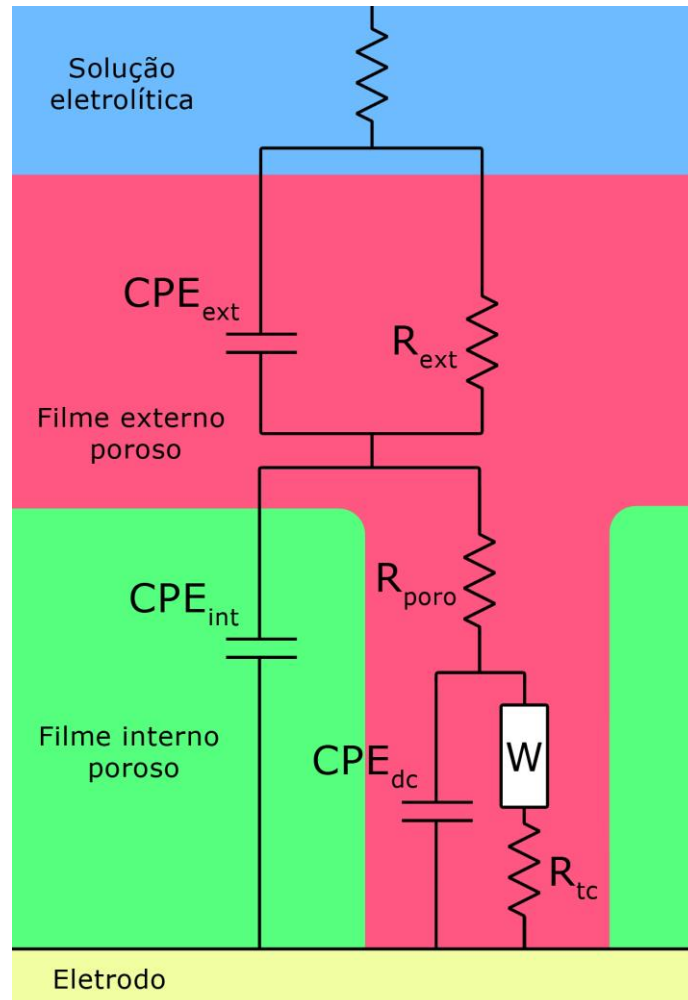 Solução
eletrolítica
CPEext
Rext
Filme externo
poroso
Rporo
CPEint
Filme interno
poroso
W
CPEdc
Rtc
Eletrodo